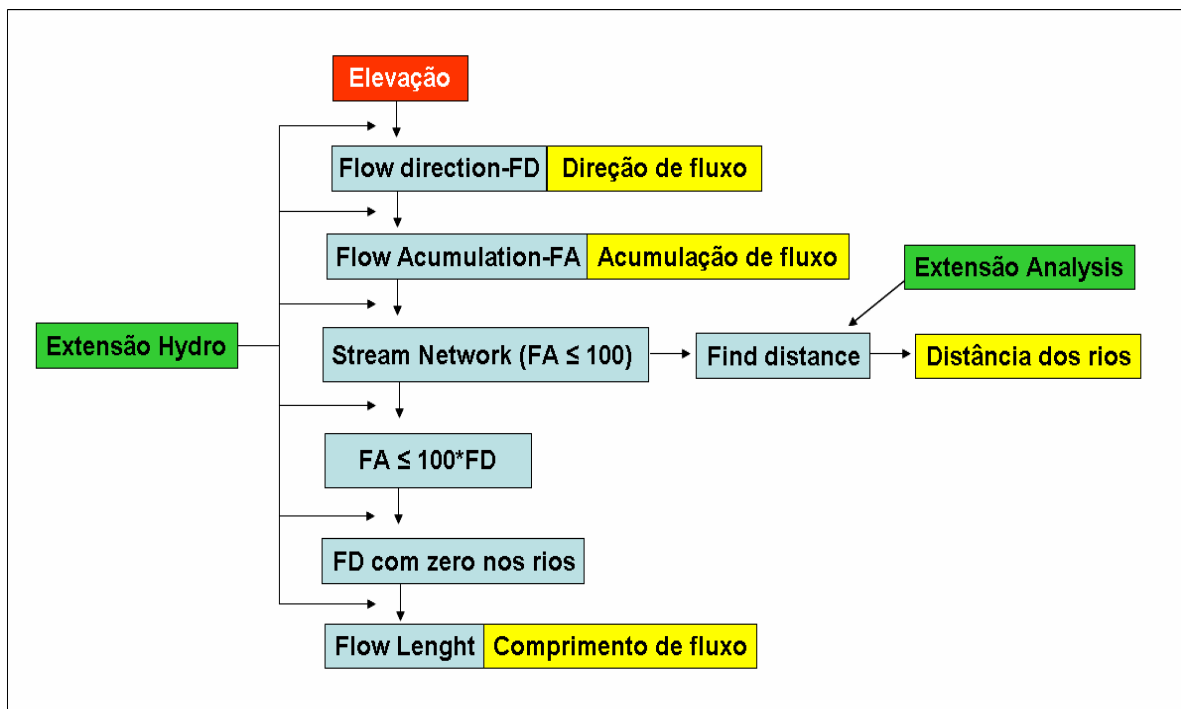 Elevação
Flow direction-FD Direção de fluxo
Flow Acumulation-FA Acumulação de fluxo
Extensão Analysis
Extensão Hydro
Stream Network (FA ≤ 100)
Find distance
Distância dos rios
FA ≤ 100*FD
FD com zero nos rios
Flow Lenght Comprimento de fluxo